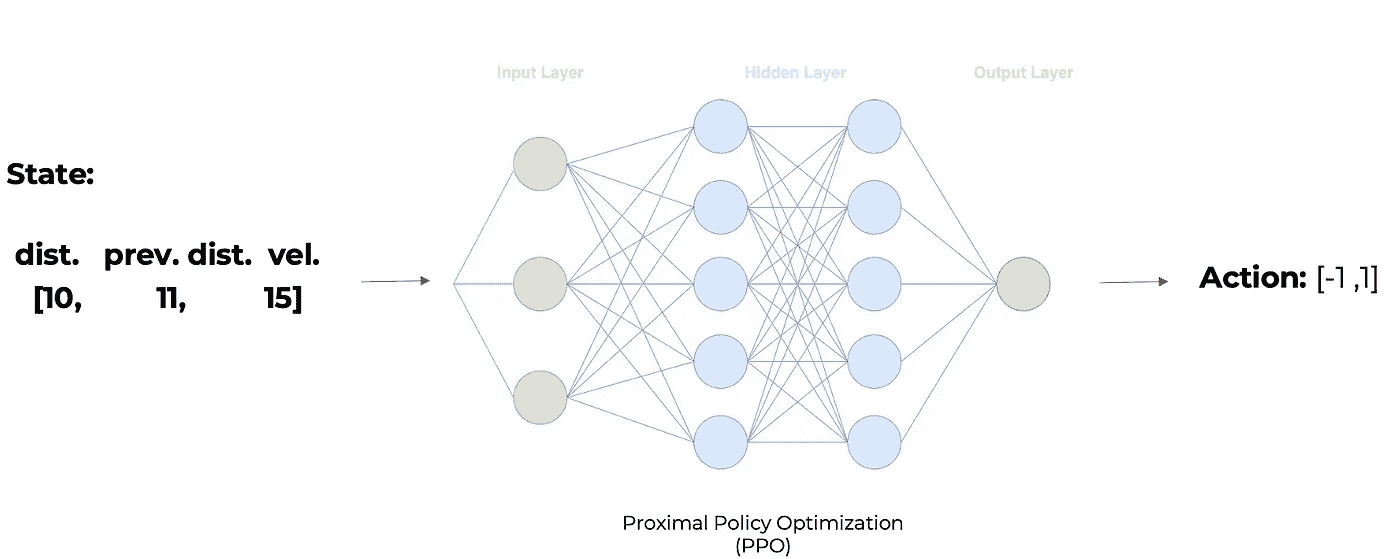 Input Layer Hidden Layer Output Layer
State:
dist. prev. dist. vel.
[10, 11, 15]
Action: [-1 ,1]
Proximal Policy Optimization
(PPO)